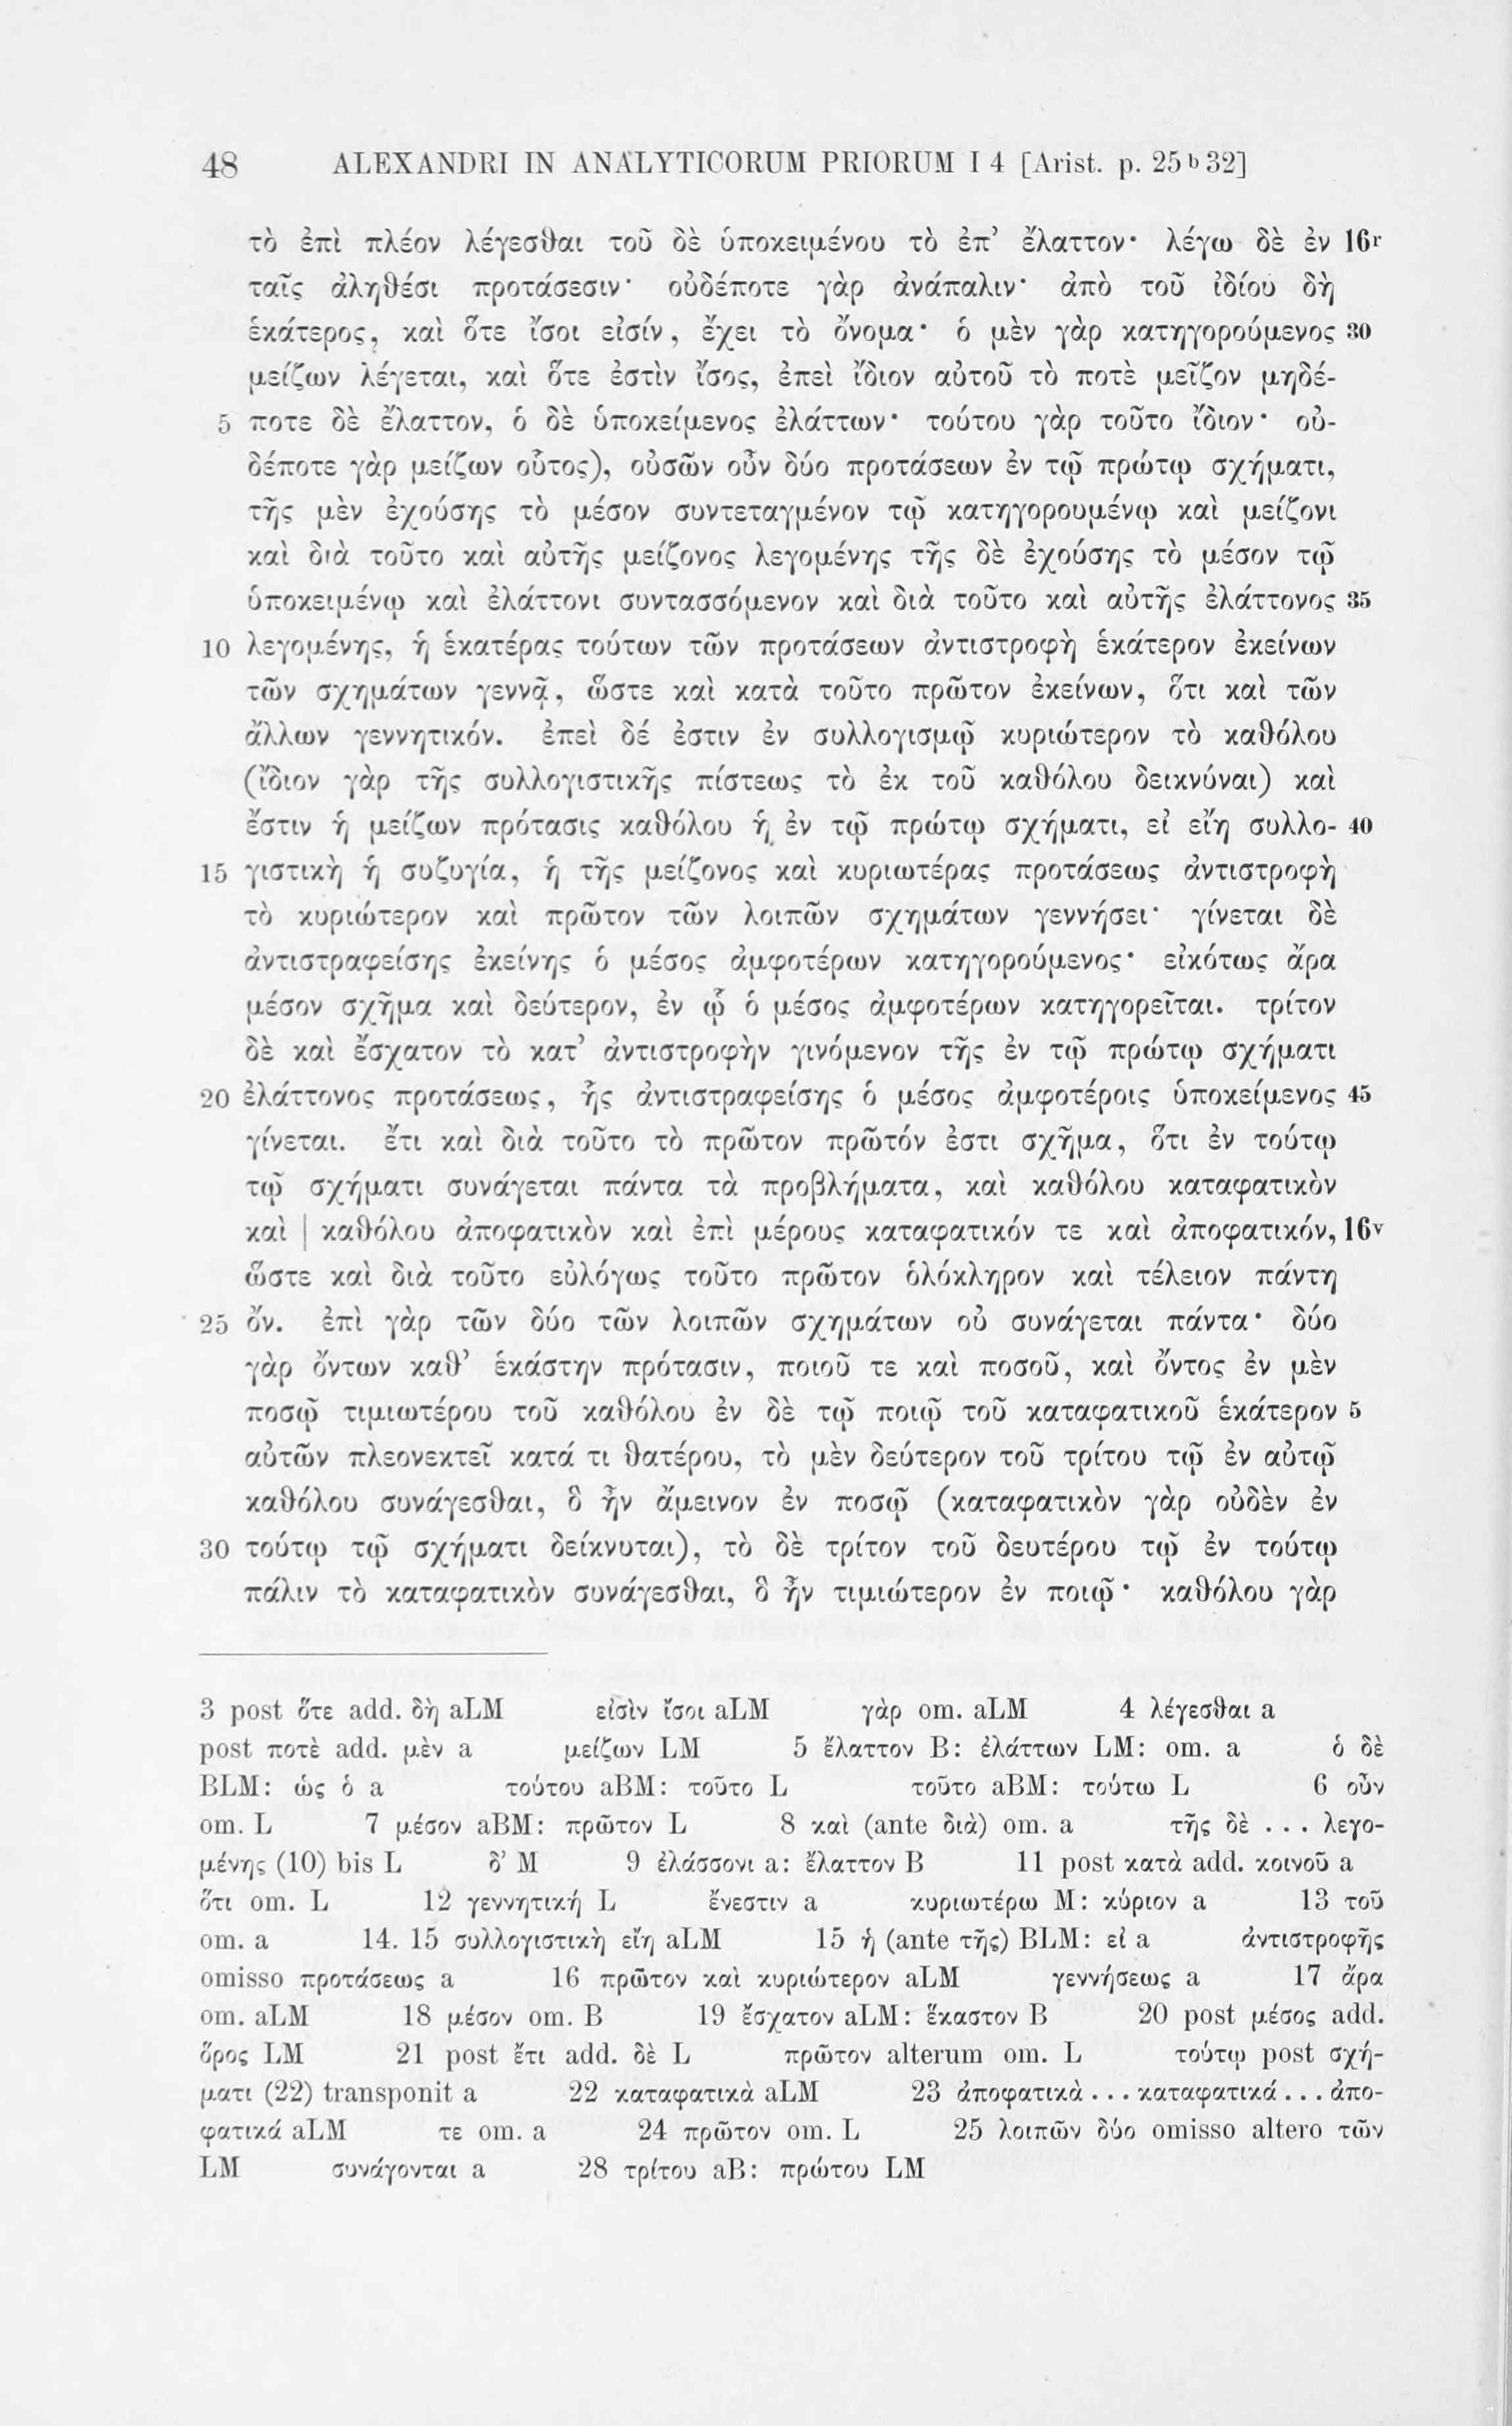 48 ALEXANDRI IN ANALYTICORUM PRIORUM I 4 [Arist. p. 25ᵇ32]
τὸ ἐπὶ πλέον λέγεσθαι τοῦ δὲ ὑποκειμένου τὸ ἐπ’ ἔλαττον· λέγω δὲ ἐν 16r
ταῖς ἀληθέσι προτάσεσιν· οὐδέποτε γὰρ ἀνάπαλιν· ἀπὸ τοῦ ἰδίου δὴ
ἑκάτερος, καὶ ὅτε ἴσοι εἰσίν, ἔχει τὸ ὄνομα· ὁ μὲν γὰρ κατηγορούμενος 30
μείζων λέγεται, καὶ ὅτε ἐστὶν ἴσος, ἐπεὶ ἴδιον αὐτοῦ τὸ ποτὲ μεῖζον μηδέ-
5 ποτε δὲ ἔλαττον, ὁ δὲ ὑποκείμενος ἐλάττων· τούτου γὰρ τοῦτο ἴδιον· οὐ-
δέποτε γὰρ μείζων οὗτος), οὐσῶν οὖν δύο προτάσεων ἐν τῷ πρώτῳ σχήματι,
τῆς μὲν ἐχούσης τὸ μέσον συντεταγμένον τῷ κατηγορουμένῳ καὶ μείζονι
καὶ διὰ τοῦτο καὶ αὐτῆς μείζονος λεγομένης τῆς δὲ ἐχούσης τὸ μέσον τῷ
ὑποκειμένῳ καὶ ἐλάττονι συντασσόμενον καὶ διὰ τοῦτο καὶ αὐτῆς ἐλάττονος 35
10 λεγομένης, ἡ ἑκατέρας τούτων τῶν προτάσεων ἀντιστροφὴ ἑκάτερον ἐκείνων
τῶν σχημάτων γεννᾷ, ὥστε καὶ κατὰ τοῦτο πρῶτον ἐκείνων, ὅτι καὶ τῶν
ἄλλων γεννητικόν. ἐπεὶ δέ ἐστιν ἐν συλλογισμῷ κυριώτερον τὸ καθόλου
(ἴδιον γὰρ τῆς συλλογιστικῆς πίστεως τὸ ἐκ τοῦ καθόλου δεικνύναι) καὶ
ἔστιν ἡ μείζων πρότασις καθόλου ἡ ἐν τῷ πρώτῳ σχήματι, εἰ εἴη συλλο- 40
15 γιστικὴ ἡ συζυγία, ἡ τῆς μείζονος καὶ κυριωτέρας προτάσεως ἀντιστροφὴ
τὸ κυριώτερον καὶ πρῶτον τῶν λοιπῶν σχημάτων γεννήσει· γίνεται δὲ
ἀντιστραφείσης ἐκείνης ὁ μέσος ἀμφοτέρων κατηγορούμενος· εἰκότως ἄρα
μέσον σχῆμα καὶ δεύτερον, ἐν ᾧ ὁ μέσος ἀμφοτέρων κατηγορεῖται. τρίτον
δὲ καὶ ἔσχατον τὸ κατ’ ἀντιστροφὴν γινόμενον τῆς ἐν τῷ πρώτῳ σχήματι
20 ἐλάττονος προτάσεως, ἧς ἀντιστραφείσης ὁ μέσος ἀμφοτέροις ὑποκείμενος 45
γίνεται. ἔτι καὶ διὰ τοῦτο τὸ πρῶτον πρῶτόν ἐστι σχῆμα, ὅτι ἐν τούτῳ
τῷ σχήματι συνάγεται πάντα τὰ προβλήματα, καὶ καθόλου καταφατικὸν
καὶ | καθόλου ἀποφατικὸν καὶ ἐπὶ μέρους καταφατικόν τε καὶ ἀποφατικόν, 16v
ὥστε καὶ διὰ τοῦτο εὐλόγως τοῦτο πρῶτον ὁλόκληρον καὶ τέλειον πάντη
25 ὄν. ἐπὶ γὰρ τῶν δύο τῶν λοιπῶν σχημάτων οὐ συνάγεται πάντα· δύο
γὰρ ὄντων καθ’ ἑκάστην πρότασιν, ποιοῦ τε καὶ ποσοῦ, καὶ ὄντος ἐν μὲν
ποσῷ τιμιωτέρου τοῦ καθόλου ἐν δὲ τῷ ποιῷ τοῦ καταφατικοῦ ἑκάτερον 5
αὐτῶν πλεονεκτεῖ κατά τι θατέρου, τὸ μὲν δεύτερον τοῦ τρίτου τῷ ἐν αὐτῷ
καθόλου συνάγεσθαι, ὃ ἦν ἄμεινον ἐν ποσῷ (καταφατικὸν γὰρ οὐδὲν ἐν
30 τούτῳ τῷ σχήματι δείκνυται), τὸ δὲ τρίτον τοῦ δευτέρου τῷ ἐν τούτῳ
πάλιν τὸ καταφατικὸν συνάγεσθαι, ὃ ἦν τιμιώτερον ἐν ποιῷ· καθόλου γὰρ
3 post ὅτε add. δὴ aLM εἰσὶν ἴσοι aLM γὰρ om. aLM 4 λέγεσθαι a
post ποτὲ add. μὲν a μείζων LM 5 ἔλαττον B: ἐλάττων LM: om. a ὁ δὲ
BLM: ὡς ὁ a τούτου aBM: τοῦτο L τοῦτο aBM: τούτω L 6 οὖν
om. L 7 μέσον aBM: πρῶτον L 8 καὶ (ante διὰ) om. a τῆς δὲ ... λεγο-
μένης (10) bis L δ’ M 9 ἐλάσσονι a: ἔλαττον B 11 post κατὰ add. κοινοῦ a
ὅτι om. L 12 γεννητική L ἔνεστιν a κυριωτέρω M: κύριον a 13 τοῦ
om. a 14. 15 συλλογιστικὴ εἴη aLM 15 ἡ (ante τῆς) BLM: εἰ a ἀντιστροφῆς
omisso προτάσεως a 16 πρῶτον καὶ κυριώτερον aLM γεννήσεως a 17 ἄρα
om. aLM 18 μέσον om. B 19 ἔσχατον aLM: ἕκαστον B 20 post μέσος add.
ὅρος LM 21 post ἔτι add. δὲ L πρῶτον alterum om. L τούτῳ post σχή-
ματι (22) transponit a 22 καταφατικὰ aLM 23 ἀποφατικὰ ... καταφατικά ... ἀπο-
φατικά aLM τε om. a 24 πρῶτον om. L 25 λοιπῶν δύο omisso altero τῶν
LM συνάγονται a 28 τρίτου aB: πρώτου LM